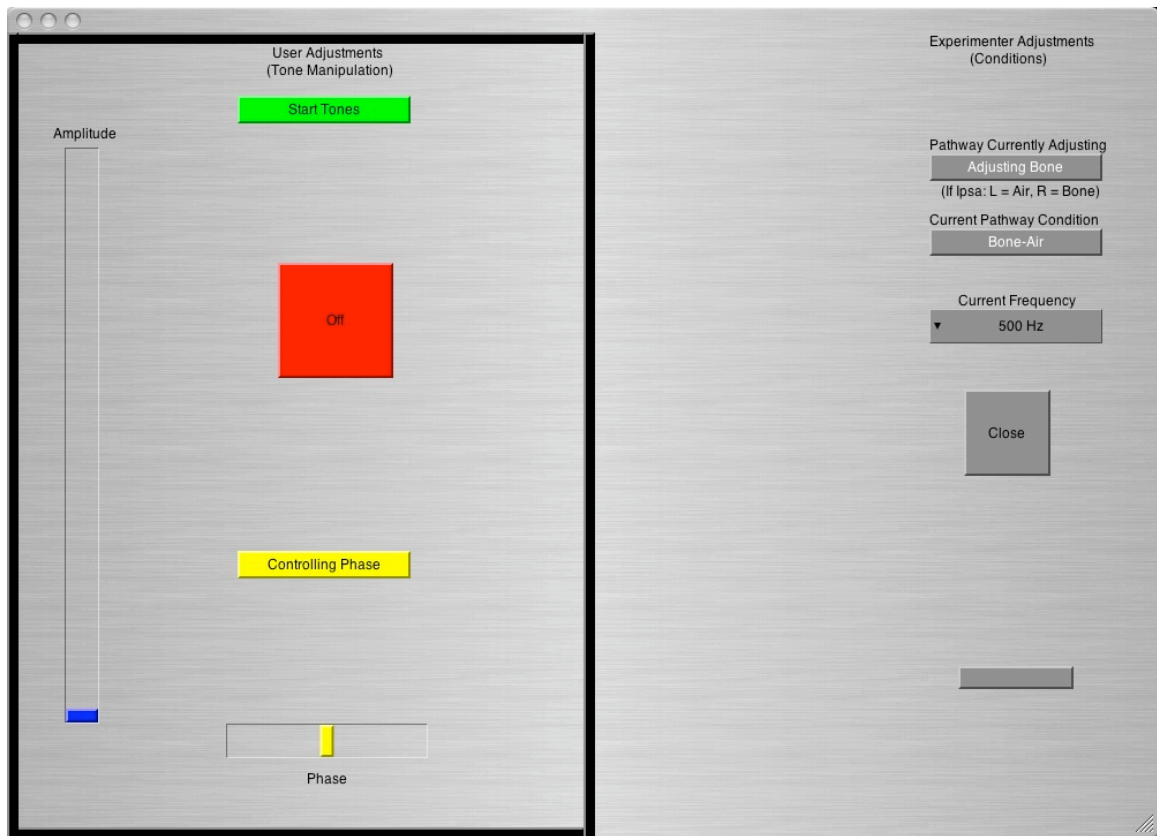 User Adjustments
(Tone Manipulation)
Start Tones
Amplitude
Off
Controlling Phase
Phase
Experimenter Adjustments
(Conditions)
Pathway Currently Adjusting
Adjusting Bone
(If Ipsa: L = Air, R = Bone)
Current Pathway Condition
Bone-Air
Current Frequency
500 Hz
Close